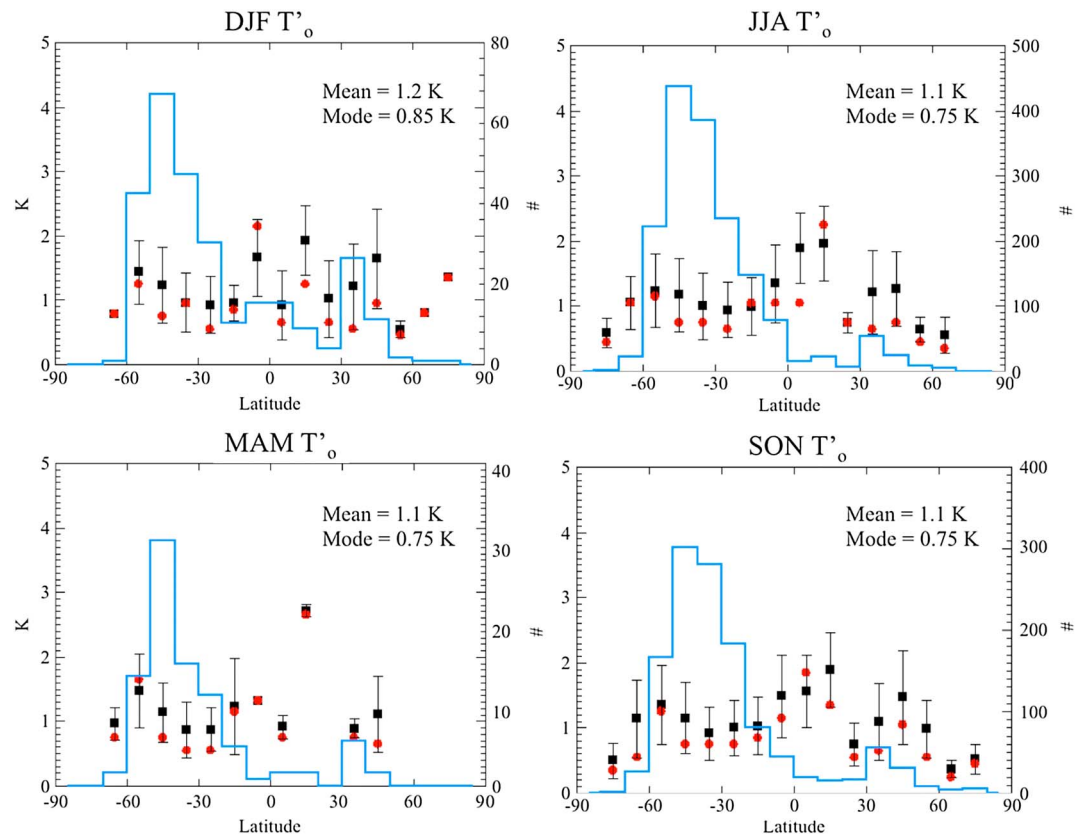 DJF T'o
5
4
3
2
1
0
K
80
60
40
20
0
#
Mean = 1.2 K
Mode = 0.85 K
-90 -60 -30 0 30 60 90
Latitude
JJA T'o
5
4
3
2
1
0
500
400
300
200
100
0
#
Mean = 1.1 K
Mode = 0.75 K
-90 -60 -30 0 30 60 90
Latitude
MAM T'o
5
4
3
2
1
0
K
40
30
20
10
0
#
Mean = 1.1 K
Mode = 0.75 K
-90 -60 -30 0 30 60 90
Latitude
SON T'o
5
4
3
2
1
0
400
300
200
100
0
#
Mean = 1.1 K
Mode = 0.75 K
-90 -60 -30 0 30 60 90
Latitude